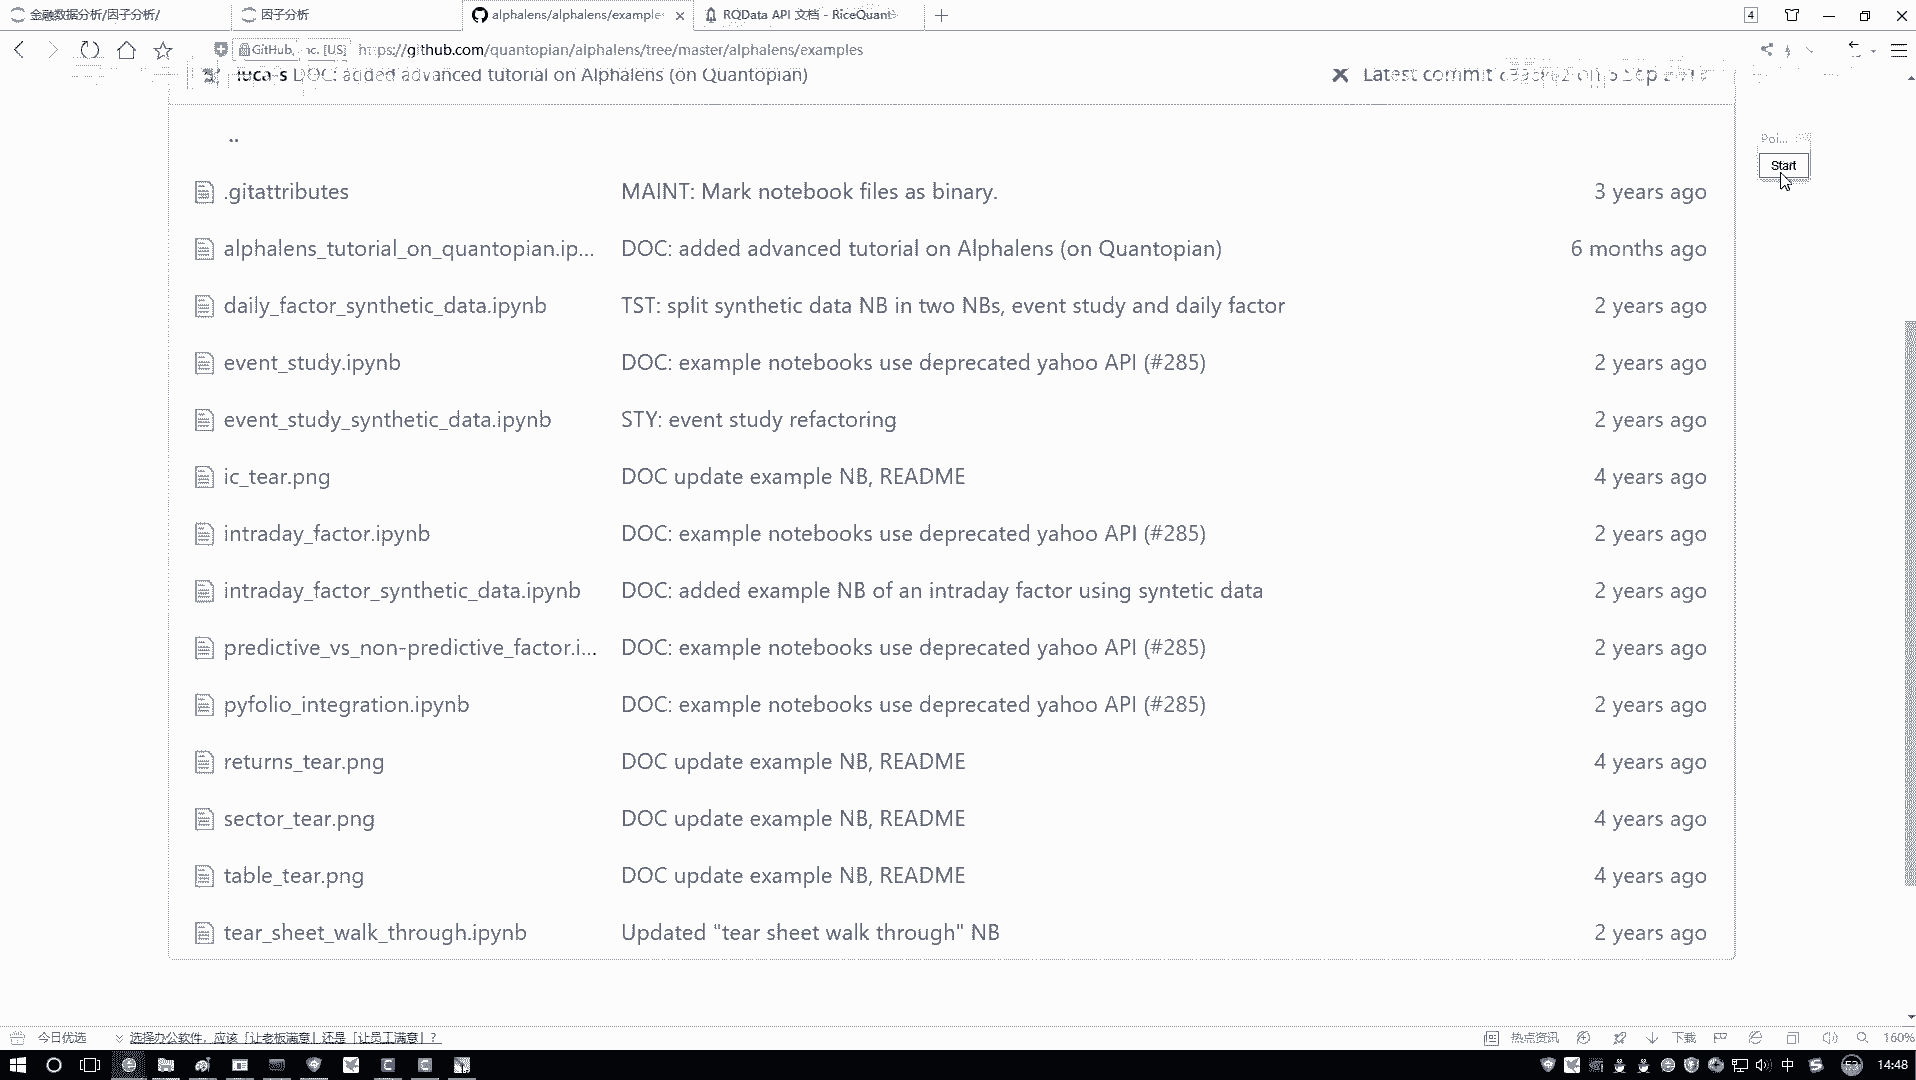 金融数据分析/因子分析/
因子分析
alphalens/alphalens/example
RQData API 文档 - RiceQuant
4
GitHub, Inc. [US]
https://github.com/quantopian/alphalens/tree/master/alphalens/examples
luca-s DOC: added advanced tutorial on Alphalens (on Quantopian)
Latest commit
..
Poi...
Start
.gitattributes MAINT: Mark notebook files as binary. 3 years ago
alphalens_tutorial_on_quantopian.ip... DOC: added advanced tutorial on Alphalens (on Quantopian) 6 months ago
daily_factor_synthetic_data.ipynb TST: split synthetic data NB in two NBs, event study and daily factor 2 years ago
event_study.ipynb DOC: example notebooks use deprecated yahoo API (#285) 2 years ago
event_study_synthetic_data.ipynb STY: event study refactoring 2 years ago
ic_tear.png DOC update example NB, README 4 years ago
intraday_factor.ipynb DOC: example notebooks use deprecated yahoo API (#285) 2 years ago
intraday_factor_synthetic_data.ipynb DOC: added example NB of an intraday factor using syntetic data 2 years ago
predictive_vs_non-predictive_factor.i... DOC: example notebooks use deprecated yahoo API (#285) 2 years ago
pyfolio_integration.ipynb DOC: example notebooks use deprecated yahoo API (#285) 2 years ago
returns_tear.png DOC update example NB, README 4 years ago
sector_tear.png DOC update example NB, README 4 years ago
table_tear.png DOC update example NB, README 4 years ago
tear_sheet_walk_through.ipynb Updated "tear sheet walk through" NB 2 years ago
今日优选 选择办公软件，应该「让老板满意」还是「让员工满意」？ 热点资讯 下载 160%
中 53 14:48